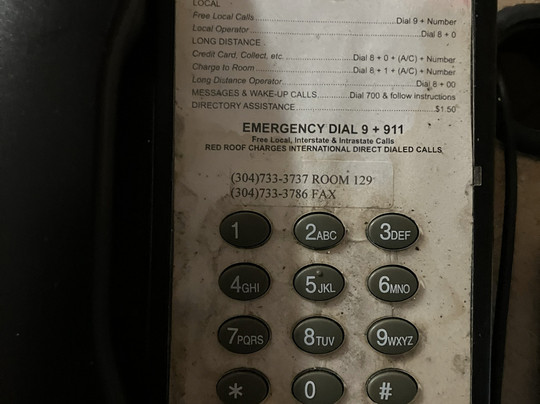 LOCAL
Free Local Calls Dial 9 + Number
Local Operator Dial 8 + 0
LONG DISTANCE
Credit Card, Collect, etc. Dial 8 + 0 + (A/C) + Number
Charge to Room Dial 8 + 1 + (A/C) + Number
Long Distance Operator Dial 8 + 00
MESSAGES & WAKE-UP CALLS Dial 700 & follow instructions
DIRECTORY ASSISTANCE $1.50
EMERGENCY DIAL 9 + 911
Free Local, Interstate & Intrastate Calls
RED ROOF CHARGES INTERNATIONAL DIRECT DIALED CALLS
(304)733-3737 ROOM 129
(304)733-3786 FAX
1 2ABC 3DEF
4GHI 5JKL 6MNO
7PQRS 8TUV 9WXYZ
* 0 #